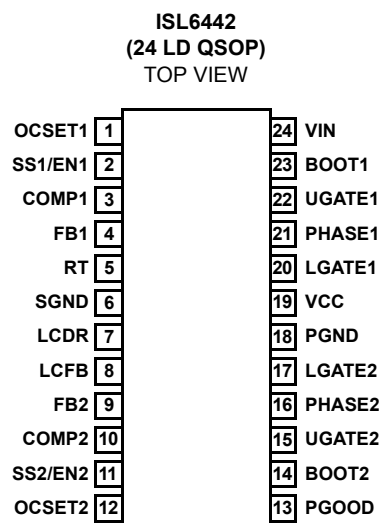 ISL6442
(24 LD QSOP)
TOP VIEW
OCSET1 1 24 VIN
SS1/EN1 2 23 BOOT1
COMP1 3 22 UGATE1
FB1 4 21 PHASE1
RT 5 20 LGATE1
SGND 6 19 VCC
LCDR 7 18 PGND
LCFB 8 17 LGATE2
FB2 9 16 PHASE2
COMP2 10 15 UGATE2
SS2/EN2 11 14 BOOT2
OCSET2 12 13 PGOOD